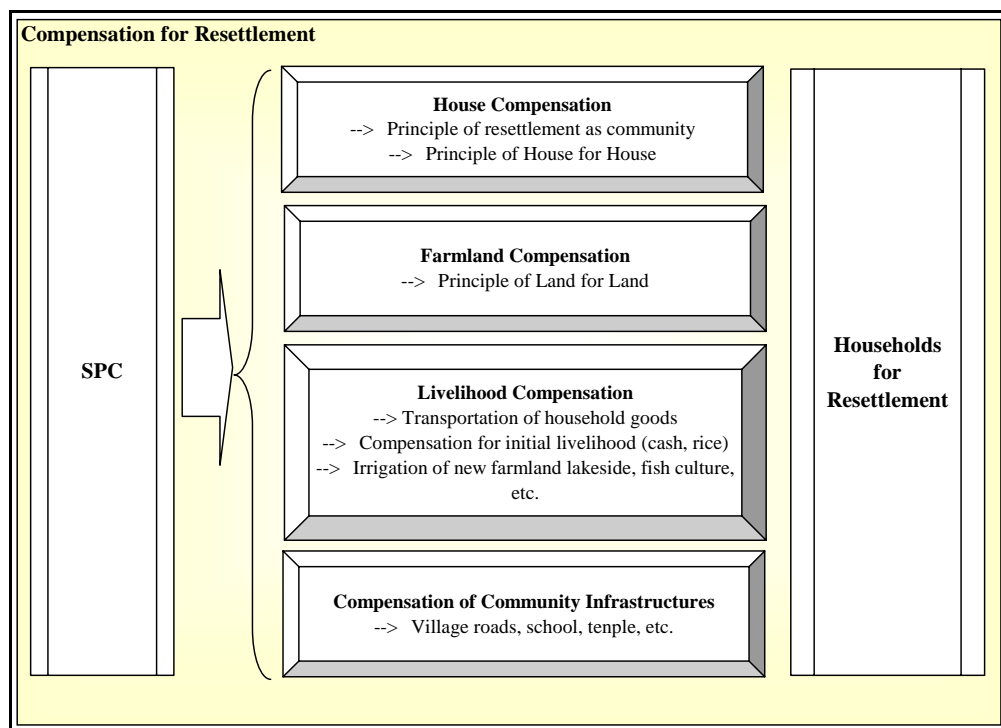 Compensation for Resettlement
SPC
House Compensation
--> Principle of resettlement as community
--> Principle of House for House
Farmland Compensation
--> Principle of Land for Land
Livelihood Compensation
--> Transportation of household goods
--> Compensation for initial livelihood (cash, rice)
--> Irrigation of new farmland lakeside, fish culture,
etc.
Compensation of Community Infrastructures
--> Village roads, school, tenple, etc.
Households
for
Resettlement